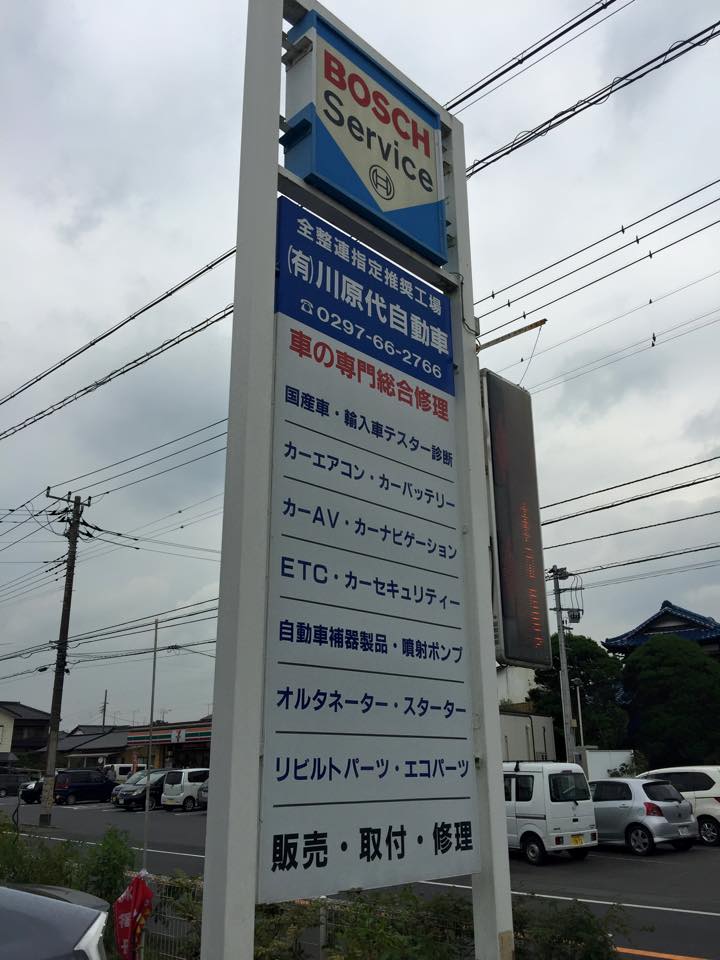 BOSCH
Service
全整連指定推奨工場
(有)川原代自動車
☎0297-66-2766
車の専門総合修理
国産車・輸入車テスター診断
カーエアコン・カーバッテリー
カーAV・カーナビゲーション
ETC・カーセキュリティー
自動車補器製品・噴射ポンプ
オルタネーター・スターター
リビルトパーツ・エコパーツ
販売・取付・修理